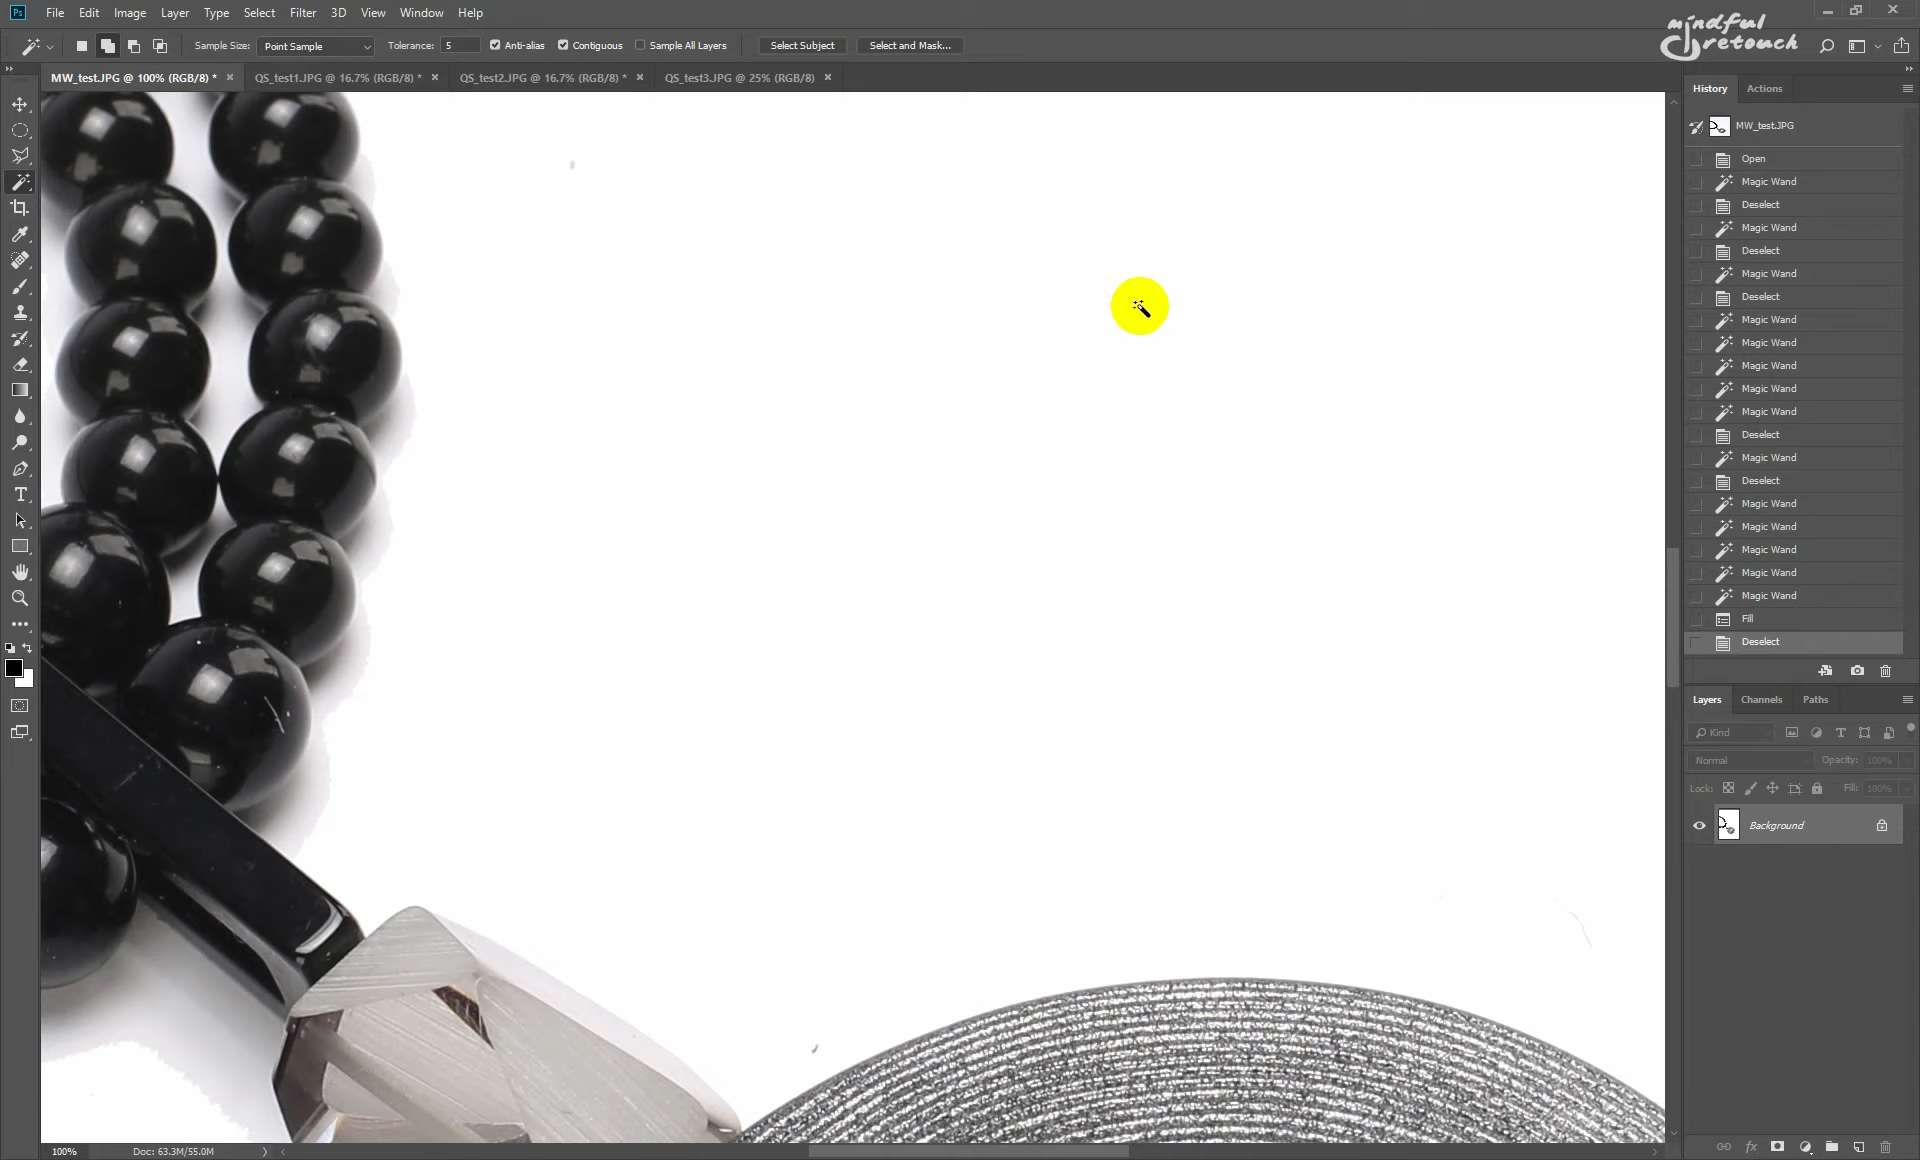 Ps File Edit Image Layer Type Select Filter 3D View Window Help
mindful retouch
Sample Size: Point Sample Tolerance: 5 Anti-alias Contiguous Sample All Layers Select Subject Select and Mask...
MW_test.JPG @ 100% (RGB/8) * QS_test1.JPG @ 16.7% (RGB/8) * QS_test2.JPG @ 16.7% (RGB/8) * QS_test3.JPG @ 25% (RGB/8)
History Actions
MW_test.JPG
Open
Magic Wand
Deselect
Magic Wand
Deselect
Magic Wand
Deselect
Magic Wand
Magic Wand
Magic Wand
Magic Wand
Magic Wand
Deselect
Magic Wand
Deselect
Magic Wand
Magic Wand
Magic Wand
Magic Wand
Magic Wand
Fill
Deselect
Layers Channels Paths
Kind
Normal Opacity: 100%
Lock: Fill: 100%
Background
100% Doc: 63.3M/55.0M